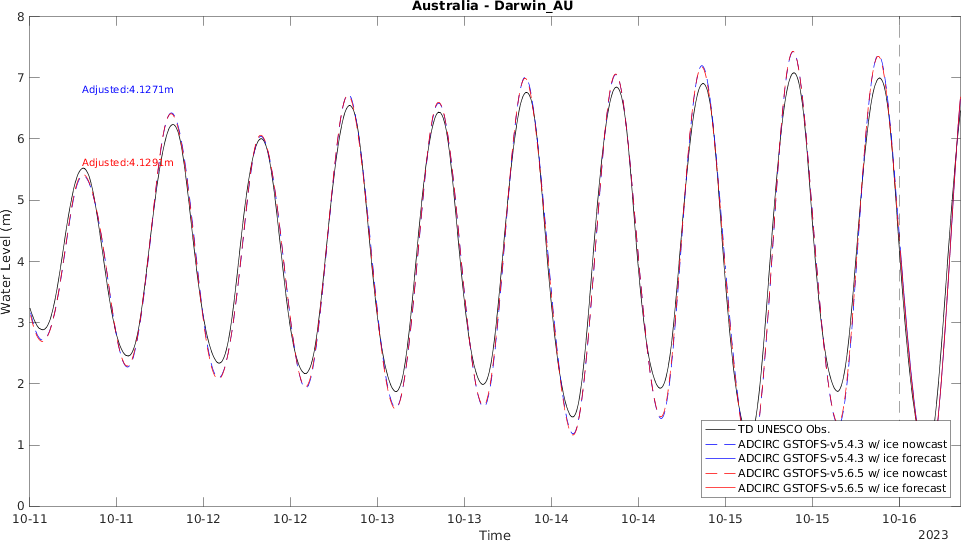 Australia - Darwin_AU
8
7
6
5
4
3
2
1
0
Water Level (m)
Adjusted:4.1271m
Adjusted:4.1291m
TD UNESCO Obs.
ADCIRC GSTOFS-v5.4.3 w/ ice nowcast
ADCIRC GSTOFS-v5.4.3 w/ ice forecast
ADCIRC GSTOFS-v5.6.5 w/ ice nowcast
ADCIRC GSTOFS-v5.6.5 w/ ice forecast
10-11 10-11 10-12 10-12 10-13 10-13 10-14 10-14 10-15 10-15 10-16
Time
2023